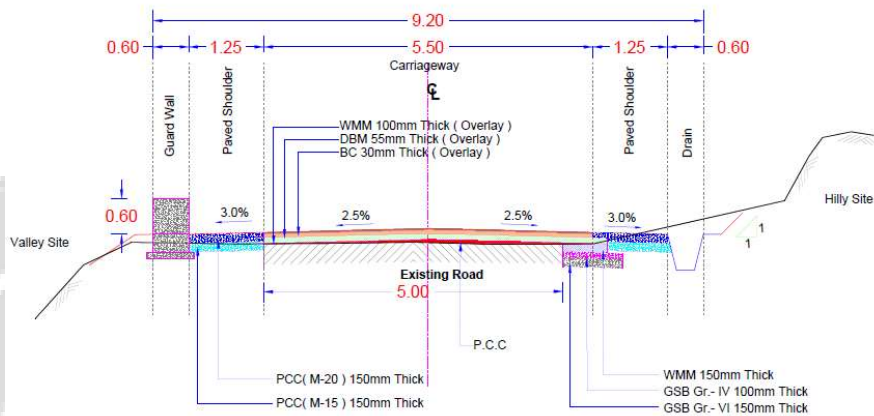 9.20
0.60
1.25
5.50
1.25
0.60
Carriageway
℄
Guard Wall
Paved Shoulder
Paved Shoulder
Drain
WMM 100mm Thick ( Overlay )
DBM 55mm Thick ( Overlay )
BC 30mm Thick ( Overlay )
Hilly Site
0.60
3.0%
2.5%
2.5%
3.0%
1
1
Valley Site
Existing Road
5.00
P.C.C
PCC( M-20 ) 150mm Thick
PCC( M-15 ) 150mm Thick
WMM 150mm Thick
GSB Gr.- IV 100mm Thick
GSB Gr.- VI 150mm Thick